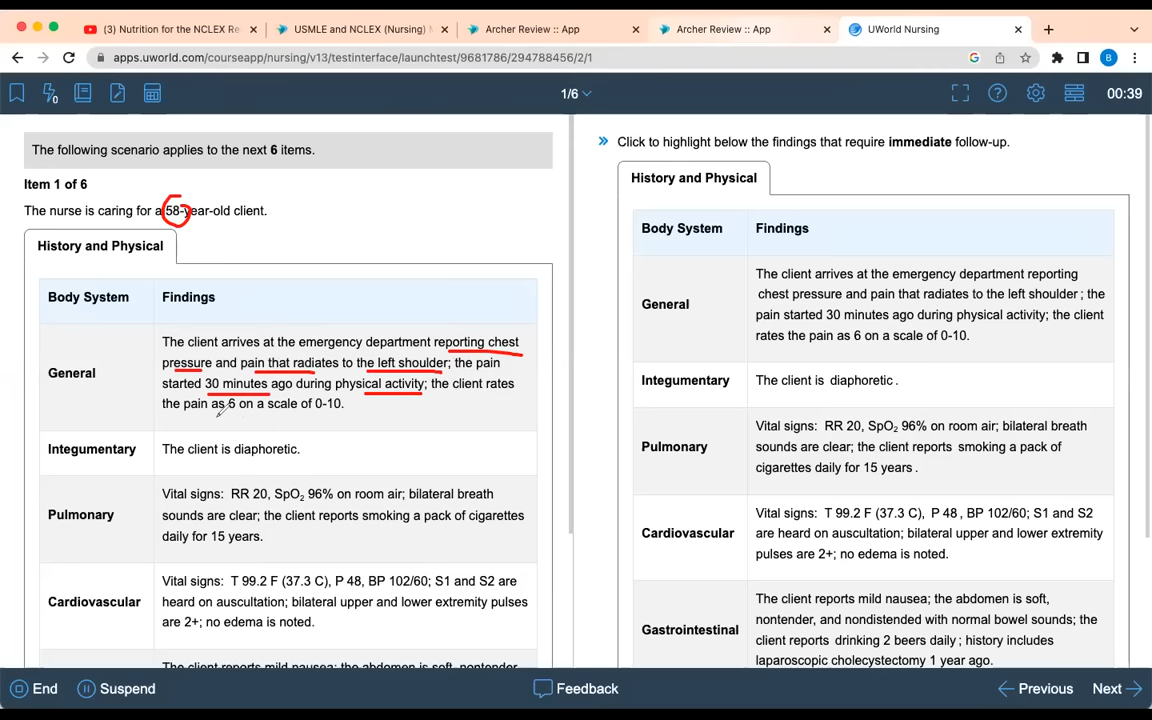 (3) Nutrition for the NCLEX Re
USMLE and NCLEX (Nursing)
Archer Review :: App
Archer Review :: App
UWorld Nursing
apps.uworld.com/courseapp/nursing/v13/testinterface/launchtest/9681786/294788456/2/1
B
0
1/6
00:39
The following scenario applies to the next 6 items.
Item 1 of 6
The nurse is caring for a 58-year-old client.
History and Physical
Body System Findings
General
The client arrives at the emergency department reporting chest
pressure and pain that radiates to the left shoulder; the pain
started 30 minutes ago during physical activity; the client rates
the pain as 6 on a scale of 0-10.
Integumentary The client is diaphoretic.
Pulmonary
Vital signs: RR 20, SpO₂ 96% on room air; bilateral breath
sounds are clear; the client reports smoking a pack of cigarettes
daily for 15 years.
Cardiovascular
Vital signs: T 99.2 F (37.3 C), P 48, BP 102/60; S1 and S2 are
heard on auscultation; bilateral upper and lower extremity pulses
are 2+; no edema is noted.
The client reports mild nausea; the abdomen is soft, nontender,
Click to highlight below the findings that require immediate follow-up.
History and Physical
Body System Findings
General
The client arrives at the emergency department reporting
chest pressure and pain that radiates to the left shoulder ; the
pain started 30 minutes ago during physical activity; the client
rates the pain as 6 on a scale of 0-10.
Integumentary The client is diaphoretic .
Pulmonary
Vital signs: RR 20, SpO₂ 96% on room air; bilateral breath
sounds are clear; the client reports smoking a pack of
cigarettes daily for 15 years .
Cardiovascular
Vital signs: T 99.2 F (37.3 C), P 48 , BP 102/60; S1 and S2
are heard on auscultation; bilateral upper and lower extremity
pulses are 2+; no edema is noted.
Gastrointestinal
The client reports mild nausea; the abdomen is soft,
nontender, and nondistended with normal bowel sounds; the
client reports drinking 2 beers daily ; history includes
laparoscopic cholecystectomy 1 year ago.
End
Suspend
Feedback
Previous
Next